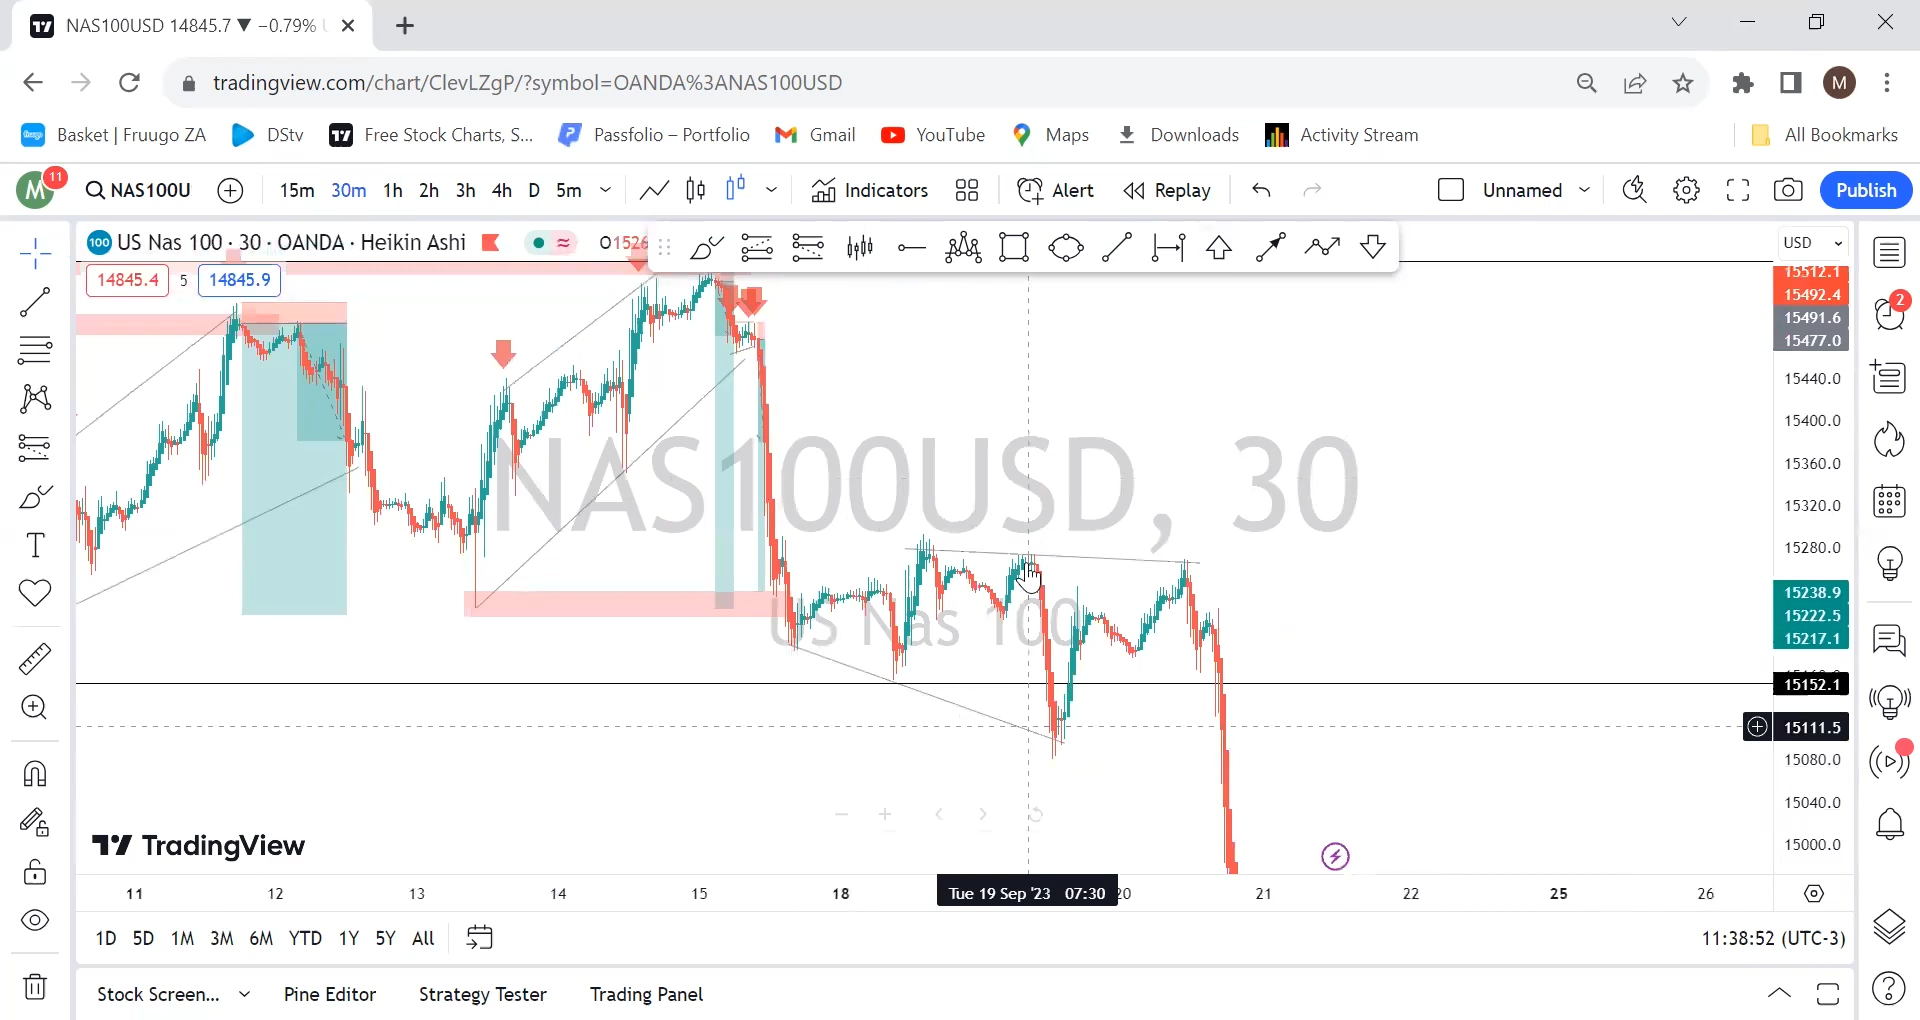 NAS100USD 14845.7 ▼ −0.79%
tradingview.com/chart/ClevLZgP/?symbol=OANDA%3ANAS100USD
M
Basket | Fruugo ZA
DStv
Free Stock Charts, S...
Passfolio – Portfolio
Gmail
YouTube
Maps
Downloads
Activity Stream
All Bookmarks
M
11
NAS100U
15m 30m 1h 2h 3h 4h D 5m
Indicators
Alert
Replay
Unnamed
Publish
100 US Nas 100 · 30 · OANDA · Heikin Ashi
O1526
USD
14845.4 5 14845.9
15512.1
15492.4
15491.6
15477.0
15440.0
15400.0
15360.0
15320.0
15280.0
15238.9
15222.5
15217.1
15152.1
15111.5
15080.0
15040.0
15000.0
2
NAS100USD, 30
Us Nas 100
TradingView
11 12 13 14 15 18 Tue 19 Sep '23 07:30 20 21 22 25 26
1D 5D 1M 3M 6M YTD 1Y 5Y All
11:38:52 (UTC-3)
Stock Screen...
Pine Editor
Strategy Tester
Trading Panel